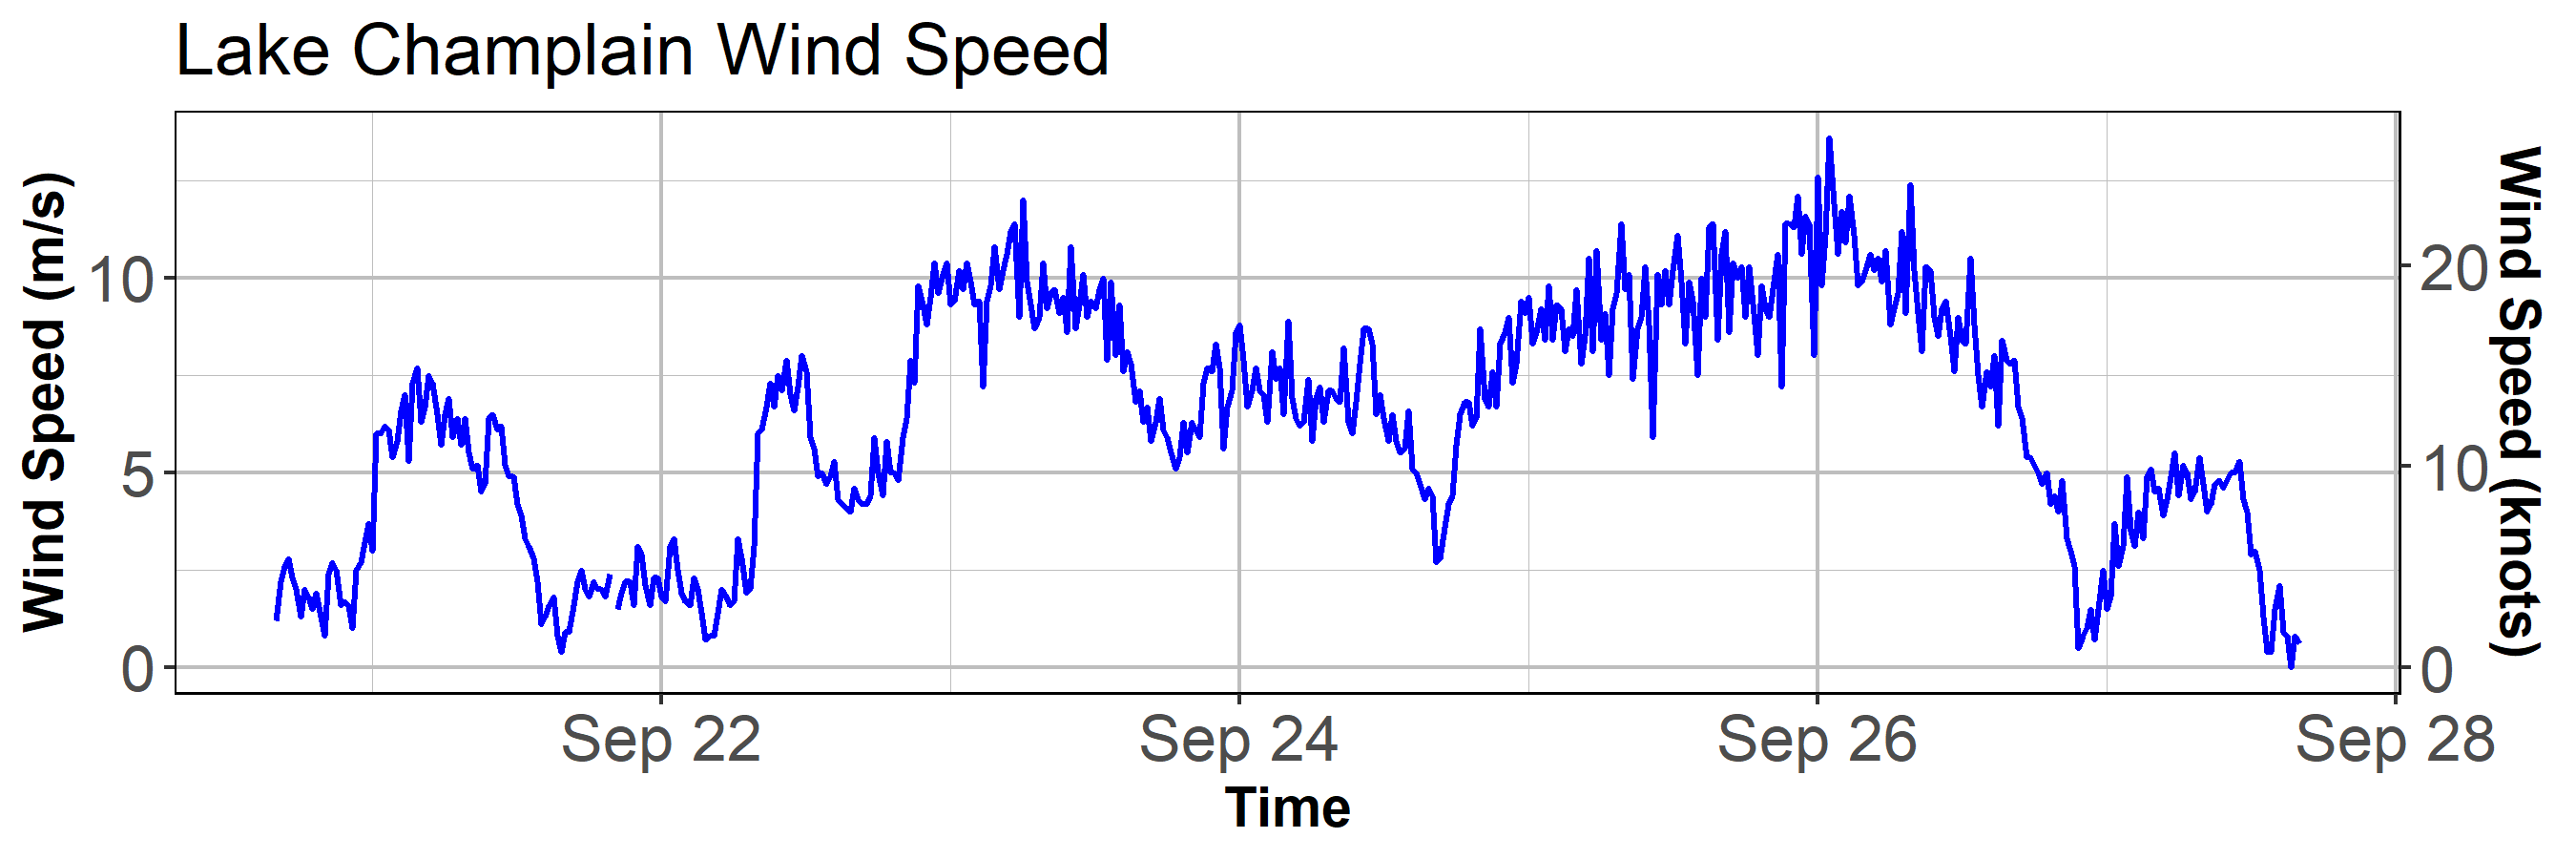 Lake Champlain Wind Speed
Wind Speed (m/s)
10
5
0
20
10
0
Wind Speed (knots)
Sep 22
Sep 24
Sep 26
Sep 28
Time